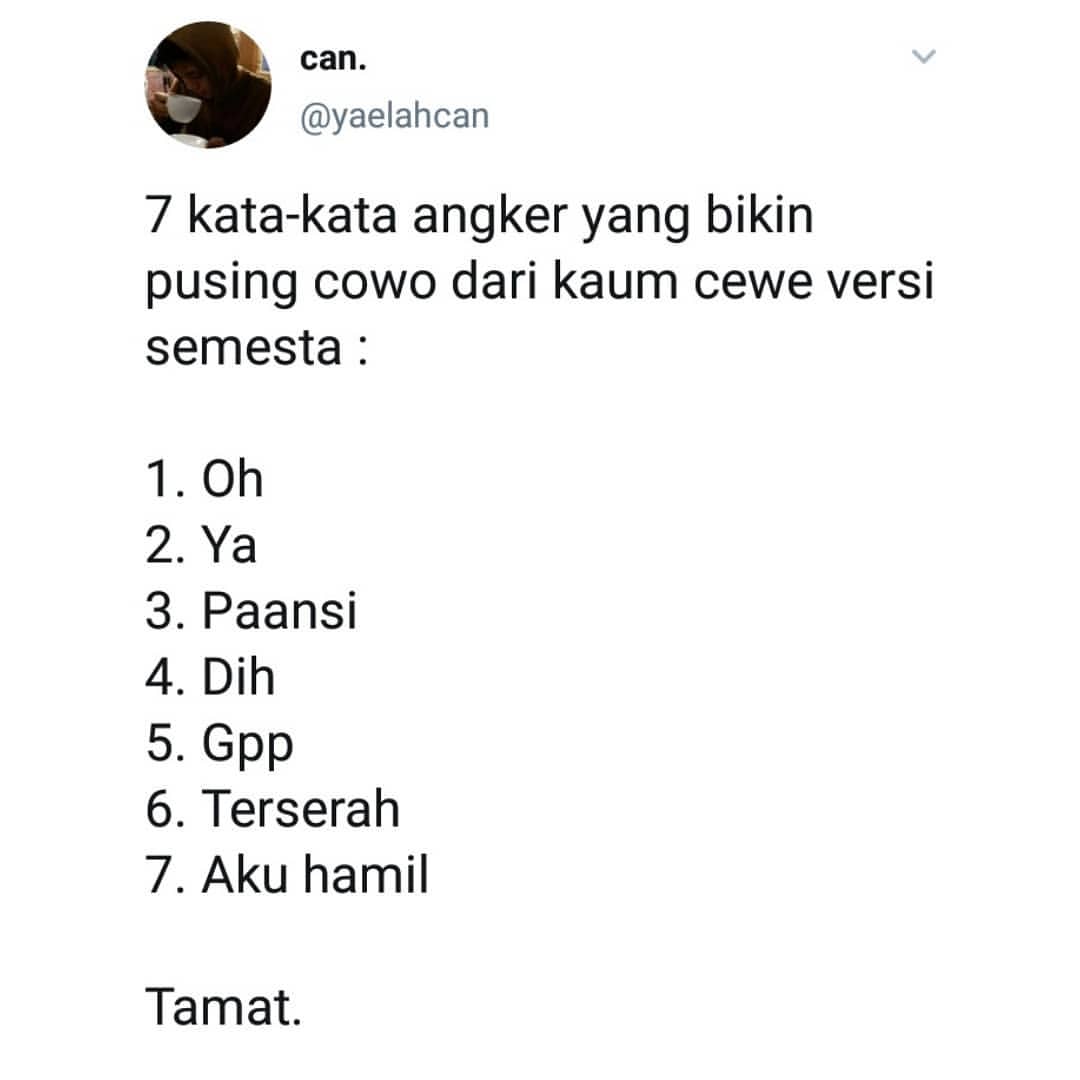 can.
@yaelahcan
7 kata-kata angker yang bikin
pusing cowo dari kaum cewe versi
semesta :
1. Oh
2. Ya
3. Paansi
4. Dih
5. Gpp
6. Terserah
7. Aku hamil
Tamat.